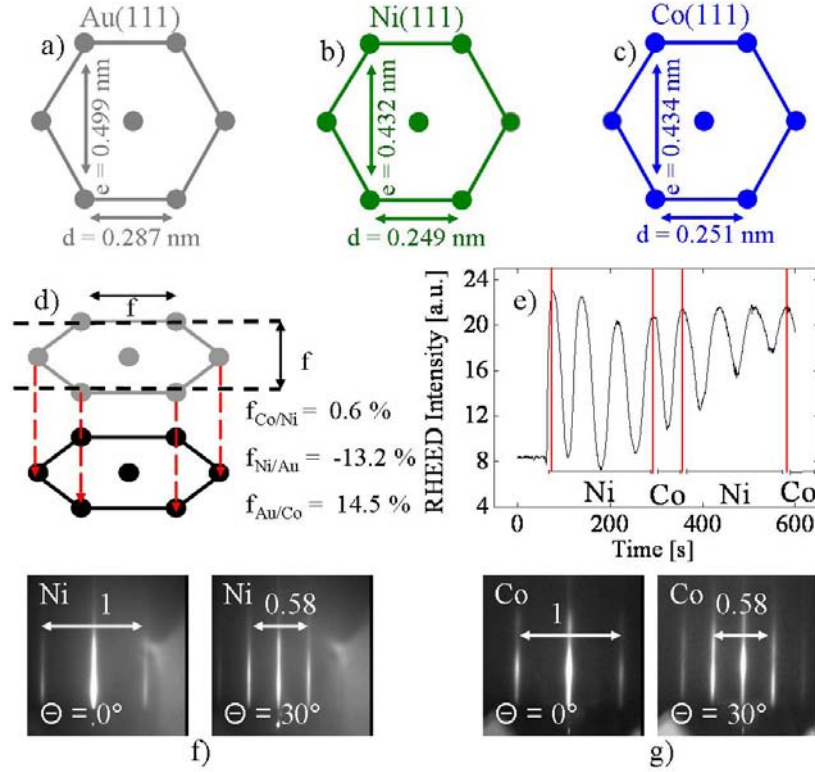 Au(111)
a)
e = 0.499 nm
d = 0.287 nm
Ni(111)
b)
e = 0.432 nm
d = 0.249 nm
Co(111)
c)
e = 0.434 nm
d = 0.251 nm
d)
f
f
f_Co/Ni = 0.6 %
f_Ni/Au = -13.2 %
f_Au/Co = 14.5 %
e)
RHEED Intensity [a.u.]
24
20
16
12
8
4
Ni Co Ni Co
0 200 400 600
Time [s]
Ni
1
Θ = 0°
Ni
0.58
Θ = 30°
f)
Co
1
Θ = 0°
Co
0.58
Θ = 30°
g)